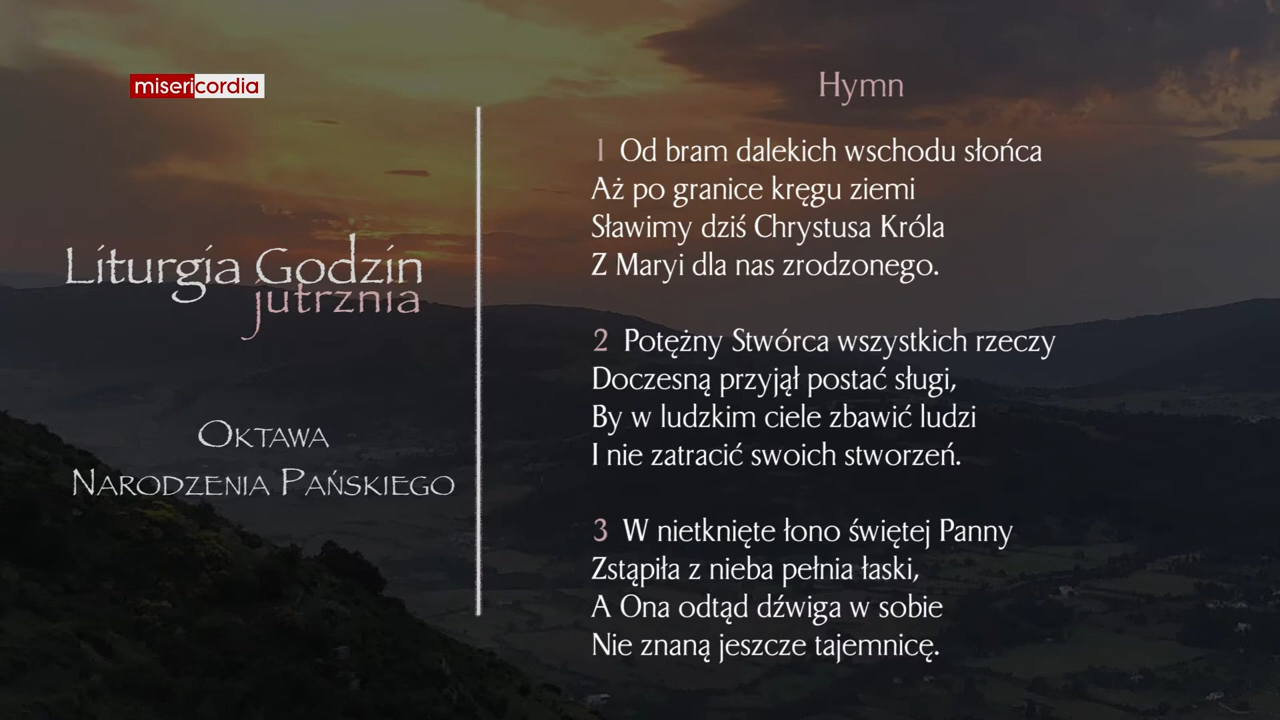 misericordia
Liturgia Godzin
jutrznia
Oktawa
Narodzenia Pańskiego
Hymn
1 Od bram dalekich wschodu słońca
Aż po granice kręgu ziemi
Sławimy dziś Chrystusa Króla
Z Maryi dla nas zrodzonego.
2 Potężny Stwórca wszystkich rzeczy
Doczesną przyjął postać sługi,
By w ludzkim ciele zbawić ludzi
I nie zatracić swoich stworzeń.
3 W nietknięte łono świętej Panny
Zstąpiła z nieba pełnia łaski,
A Ona odtąd dźwiga w sobie
Nie znaną jeszcze tajemnicę.